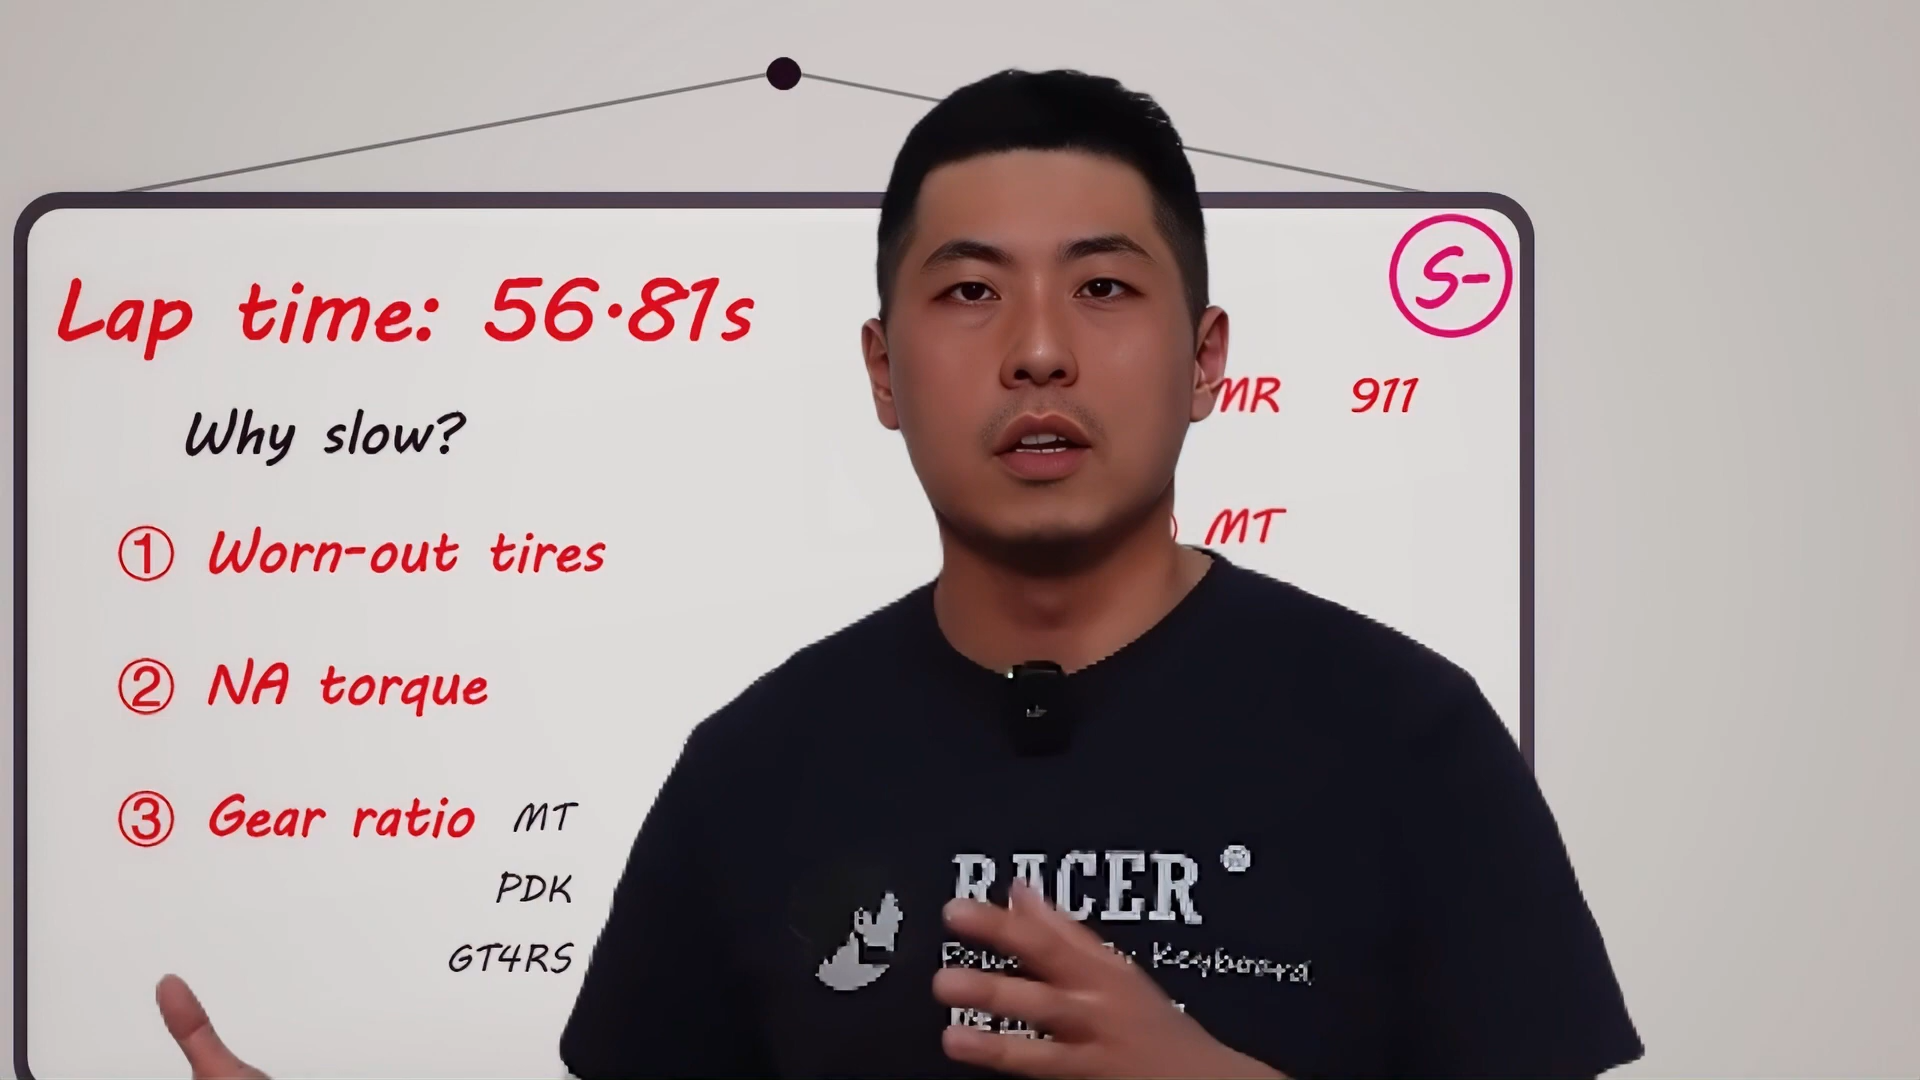 S-
Lap time: 56.81s
MR 911
Why slow?
MT
① Worn-out tires
② NA torque
③ Gear ratio MT
PDK
GT4RS
RACER®
Keyboard